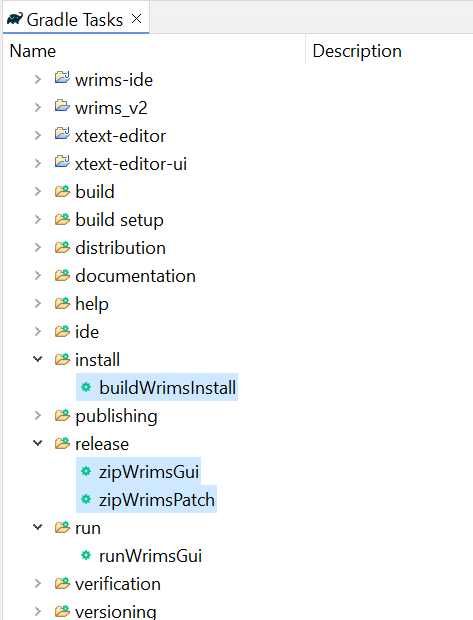 Gradle Tasks
Name Description
wrims-ide
wrims_v2
xtext-editor
xtext-editor-ui
build
build setup
distribution
documentation
help
ide
install
buildWrimsInstall
publishing
release
zipWrimsGui
zipWrimsPatch
run
runWrimsGui
verification
versioning